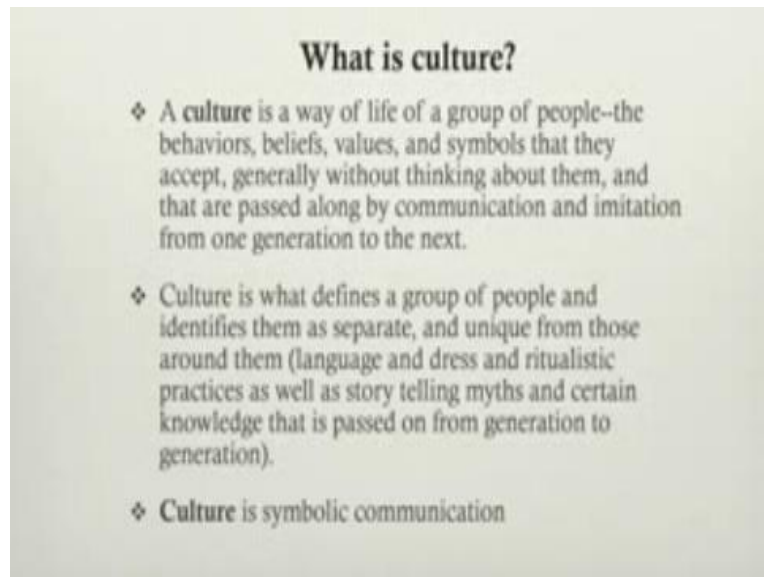 What is culture?
❖ A culture is a way of life of a group of people--the
behaviors, beliefs, values, and symbols that they
accept, generally without thinking about them, and
that are passed along by communication and imitation
from one generation to the next.
❖ Culture is what defines a group of people and
identifies them as separate, and unique from those
around them (language and dress and ritualistic
practices as well as story telling myths and certain
knowledge that is passed on from generation to
generation).
❖ Culture is symbolic communication